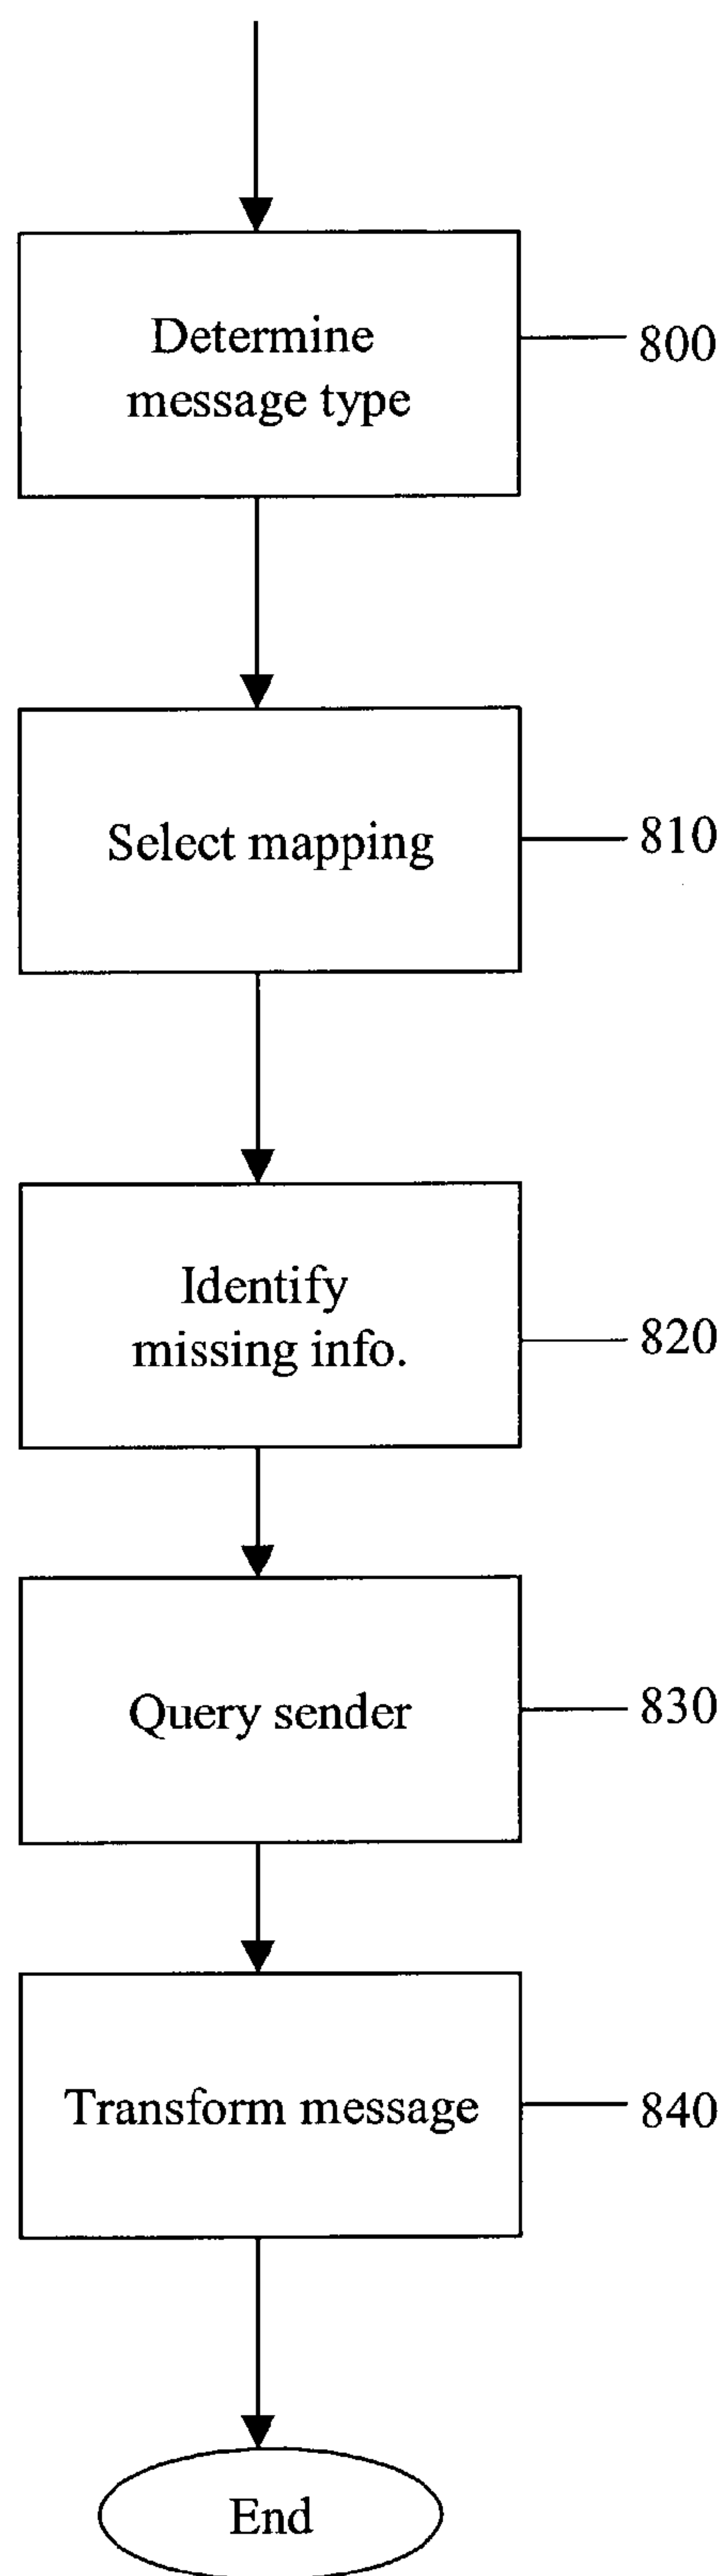 Determine
message type
800
Select mapping
810
Identify
missing info.
820
Query sender
830
Transform message
840
End